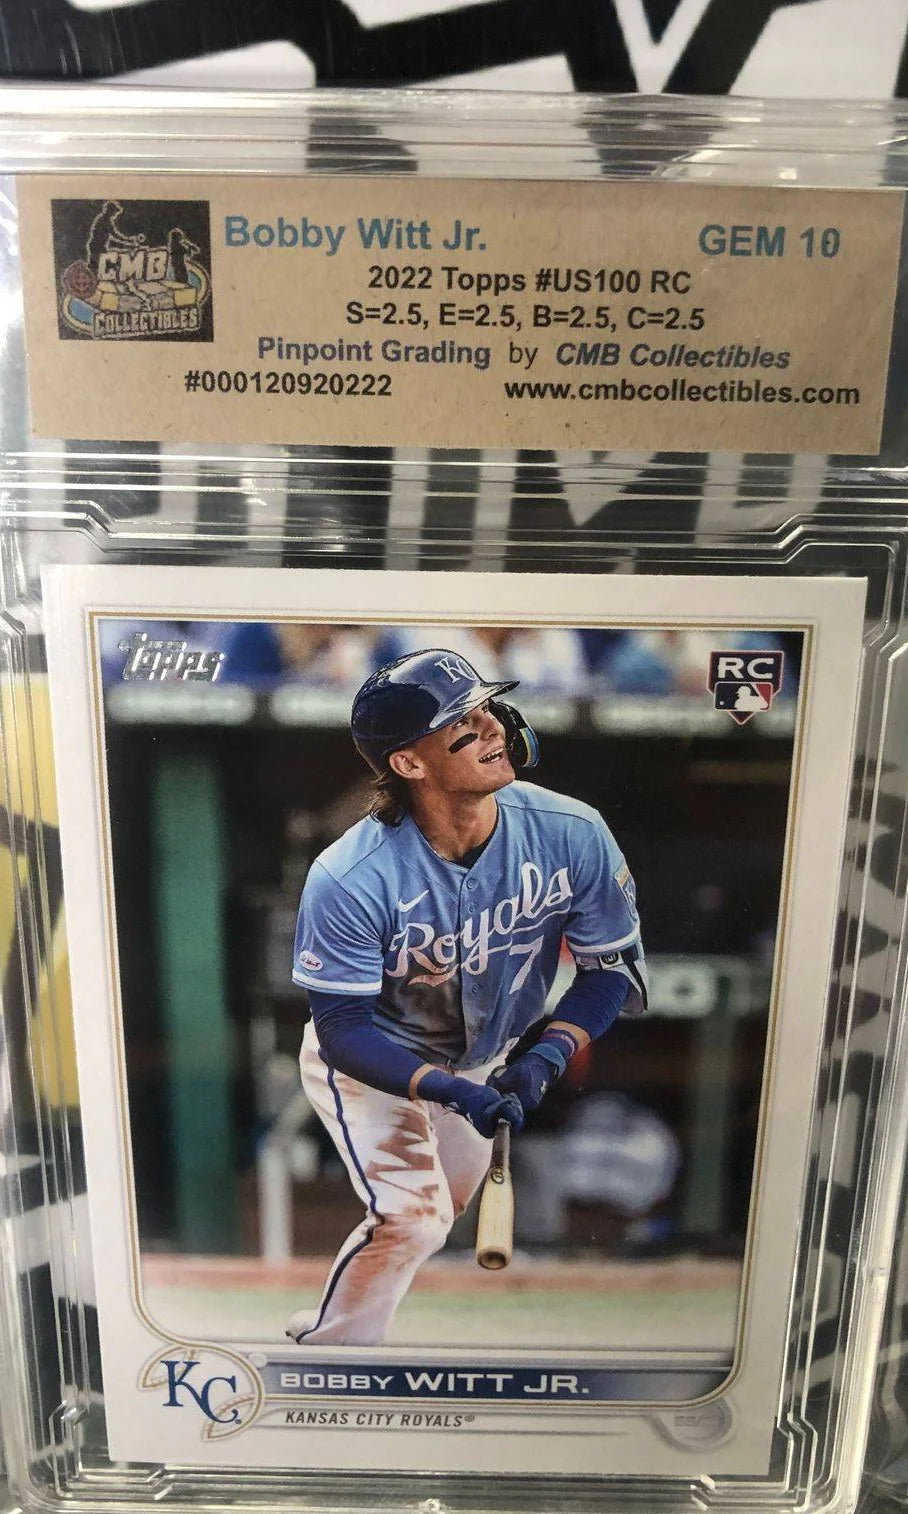 CMB
COLLECTIBLES
Bobby Witt Jr.
GEM 10
2022 Topps #US100 RC
S=2.5, E=2.5, B=2.5, C=2.5
Pinpoint Grading by CMB Collectibles
#000120920222
www.cmbcollectibles.com
Topps
RC
KC
Royals
7
KC
BOBBY WITT JR.
KANSAS CITY ROYALS®